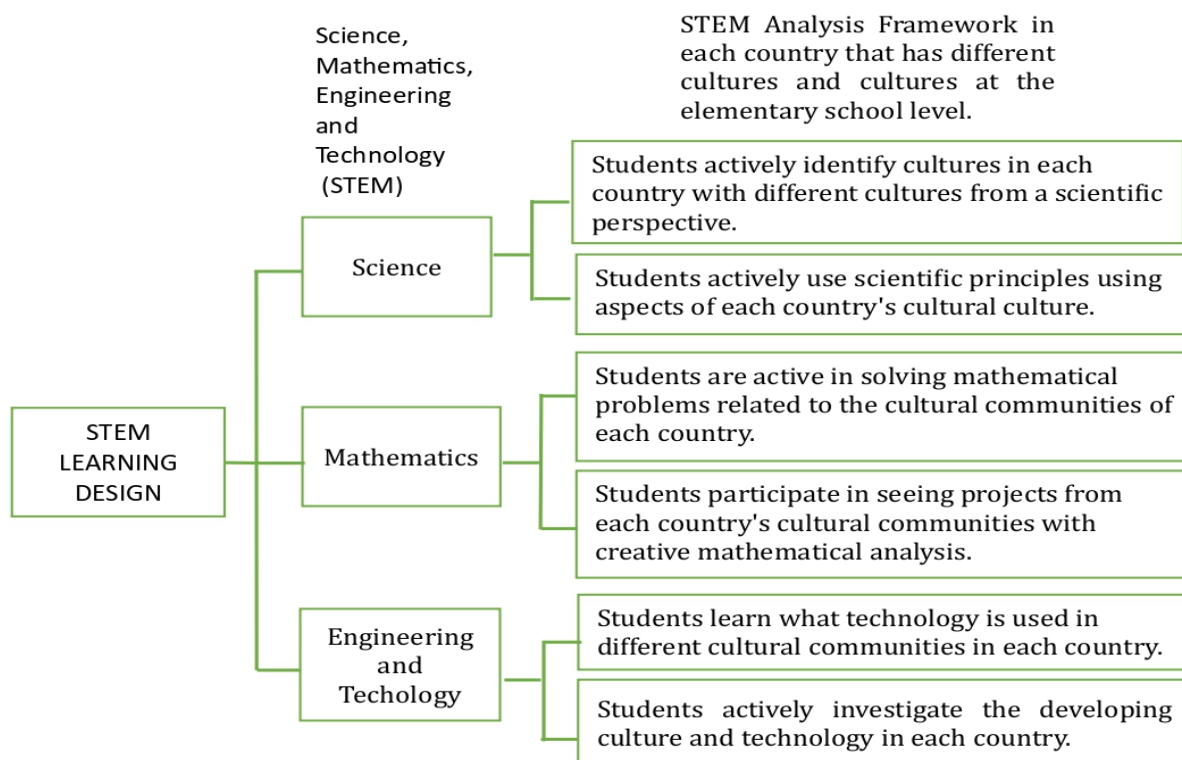 Science,
Mathematics,
Engineering
and
Technology
(STEM)
STEM Analysis Framework in
each country that has different
cultures and cultures at the
elementary school level.
STEM
LEARNING
DESIGN
Science
Students actively identify cultures in each
country with different cultures from a scientific
perspective.
Students actively use scientific principles using
aspects of each country's cultural culture.
Mathematics
Students are active in solving mathematical
problems related to the cultural communities of
each country.
Students participate in seeing projects from
each country's cultural communities with
creative mathematical analysis.
Engineering
and
Techology
Students learn what technology is used in
different cultural communities in each country.
Students actively investigate the developing
culture and technology in each country.